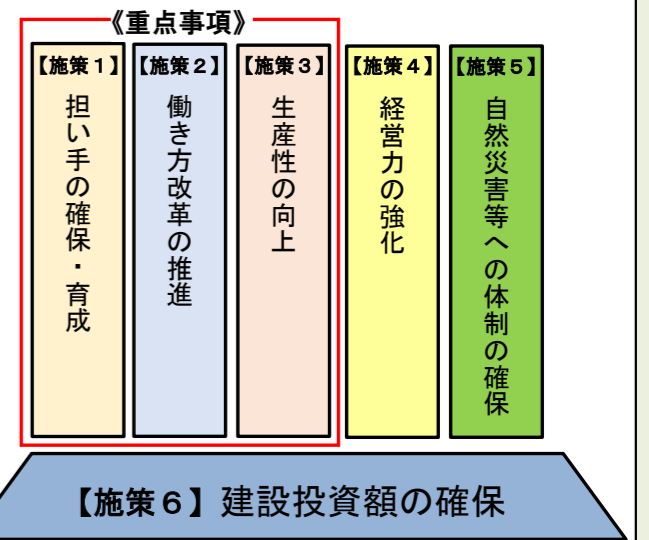 《重点事項》
【施策１】
担い手の確保・育成
【施策２】
働き方改革の推進
【施策３】
生産性の向上
【施策４】
経営力の強化
【施策５】
自然災害等への体制の確保
【施策６】建設投資額の確保